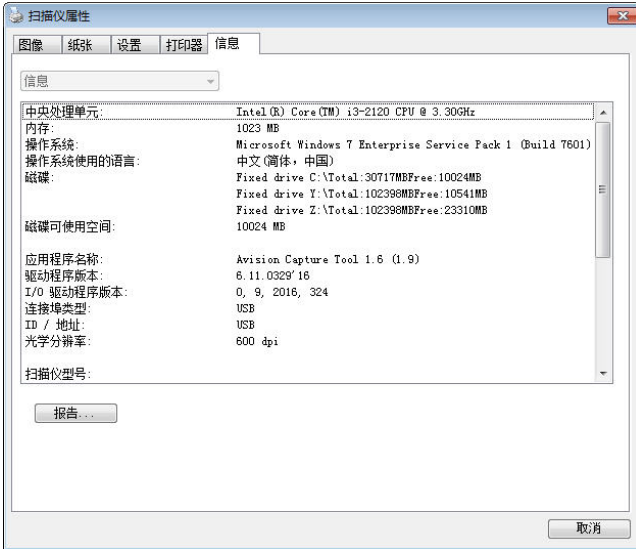 扫描仪属性
图像 纸张 设置 打印器 信息
信息
中央处理单元: Intel(R) Core(TM) i3-2120 CPU @ 3.30GHz
内存: 1023 MB
操作系统: Microsoft Windows 7 Enterprise Service Pack 1 (Build 7601)
操作系统使用的语言: 中文(简体，中国)
磁碟: Fixed drive C:\Total:30717MBFree:10024MB
Fixed drive Y:\Total:102398MBFree:10541MB
Fixed drive Z:\Total:102398MBFree:23310MB
磁碟可使用空间: 10024 MB
应用程序名称: Avision Capture Tool 1.6 (1.9)
驱动程序版本: 6.11.0329'16
I/O 驱动程序版本: 0, 9, 2016, 324
连接埠类型: USB
ID / 地址: USB
光学分辨率: 600 dpi
扫描仪型号:
报告...
取消